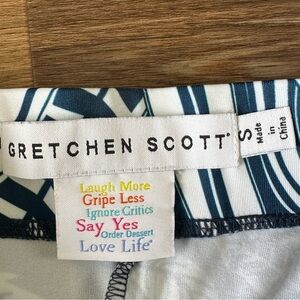 GRETCHEN SCOTT®
S
Made
in
China
Laugh More
Gripe Less
Ignore Critics
Say Yes
Order Dessert
Love Life®